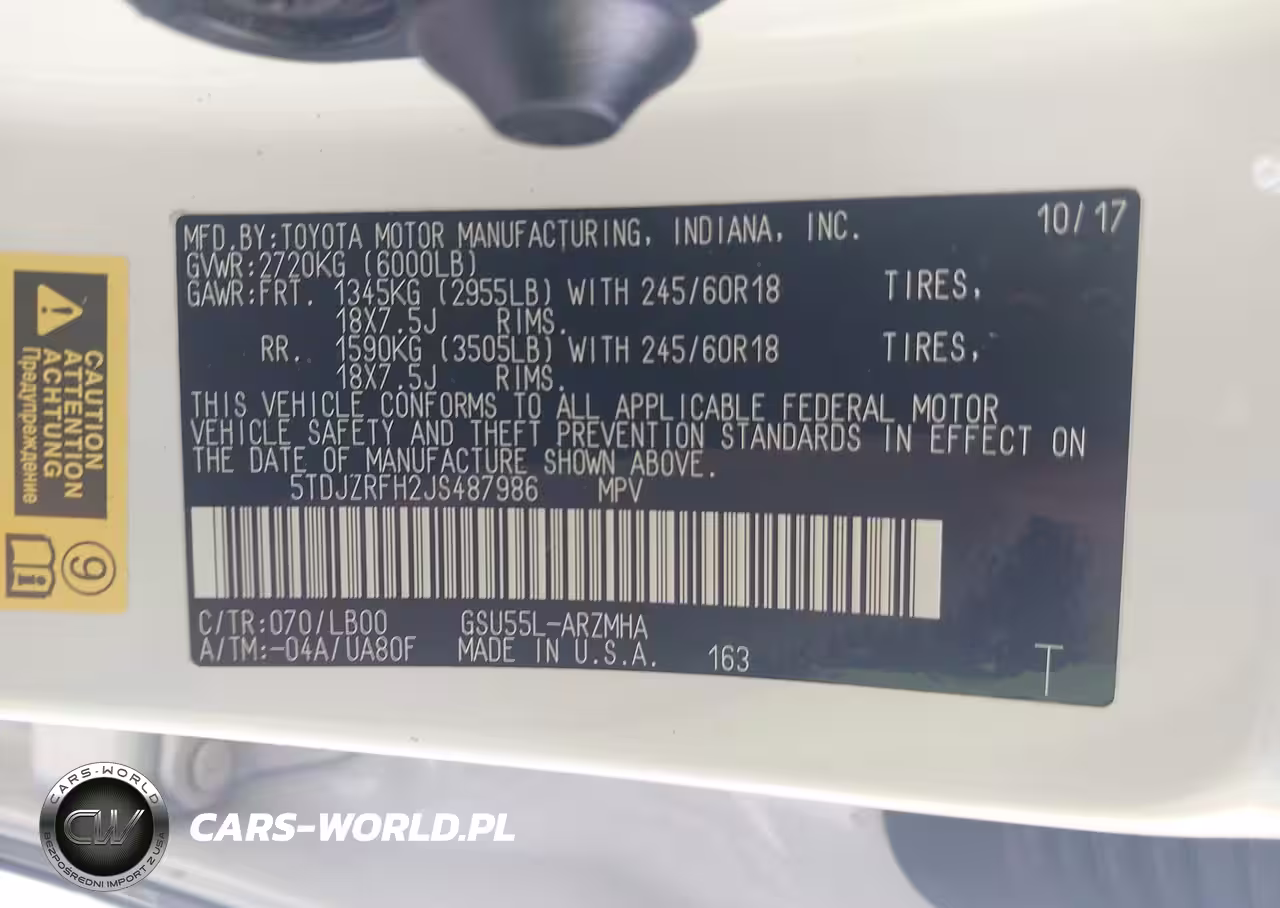 MFD.BY:TOYOTA MOTOR MANUFACTURING, INDIANA, INC. 10/17
GVWR:2720KG (6000LB)
GAWR:FRT. 1345KG (2955LB) WITH 245/60R18 TIRES,
18X7.5J RIMS.
RR. 1590KG (3505LB) WITH 245/60R18 TIRES,
18X7.5J RIMS.
THIS VEHICLE CONFORMS TO ALL APPLICABLE FEDERAL MOTOR
VEHICLE SAFETY AND THEFT PREVENTION STANDARDS IN EFFECT ON
THE DATE OF MANUFACTURE SHOWN ABOVE.
5TDJZRFH2JS487986 MPV
C/TR:070/LB00 GSU55L-ARZMHA
A/TM:-04A/UA80F MADE IN U.S.A. 163 T
CAUTION
ATTENTION
ACHTUNG
Предупреждение
9
i
CARS-WORLD
CW
BEZPOŚREDNI IMPORT Z USA
CARS-WORLD.PL